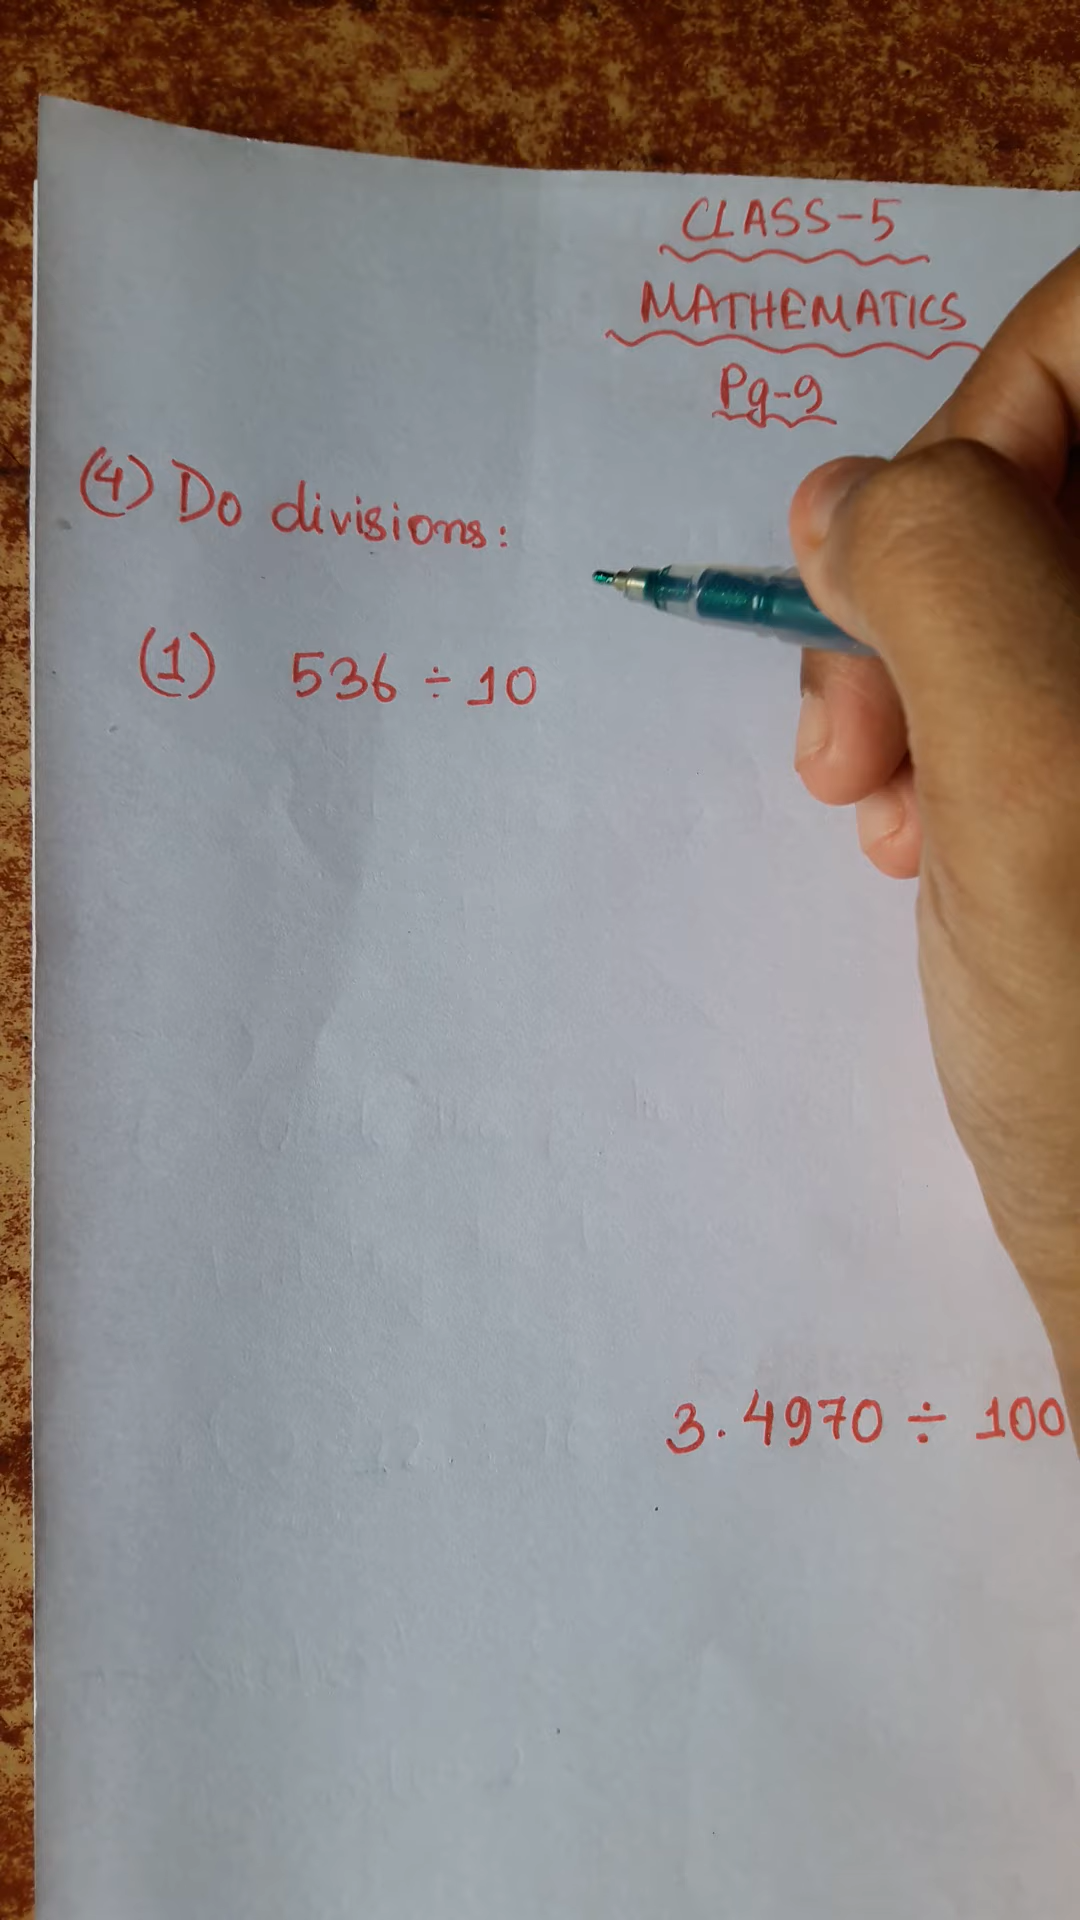 CLASS-5
MATHEMATICS
Pg-9
(4) Do divisions:
(1) 536 ÷ 10
3. 4970 ÷ 100